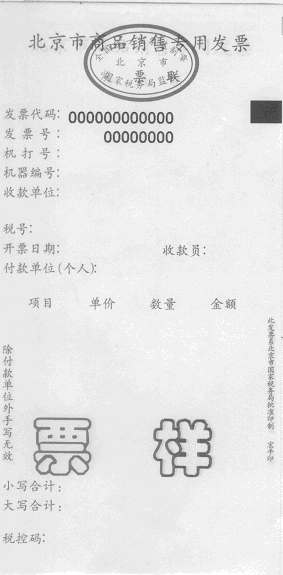 北京市商品销售专用发票
北京市
国家税务局监制
发票联
发票代码: 000000000000
发票号: 00000000
机打号:
机器编号:
收款单位:
税号:
开票日期:
收款员:
付款单位(个人):
项目 单价 数量 金额
除付款单位外手写无效
此发票系北京市国家税务局批准印制
票样
小写合计:
大写合计:
税控码: